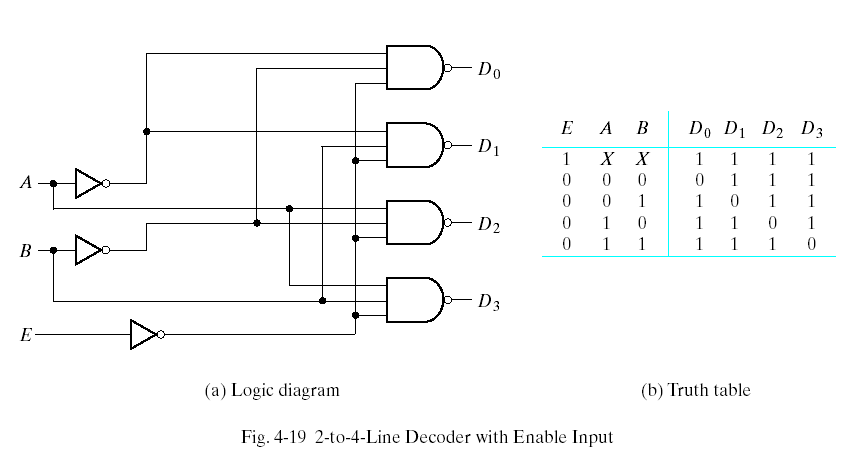 A
B
E
D0
D1
D2
D3
E A B D0 D1 D2 D3
1 X X 1 1 1 1
0 0 0 0 1 1 1
0 0 1 1 0 1 1
0 1 0 1 1 0 1
0 1 1 1 1 1 0
(a) Logic diagram
(b) Truth table
Fig. 4-19 2-to-4-Line Decoder with Enable Input